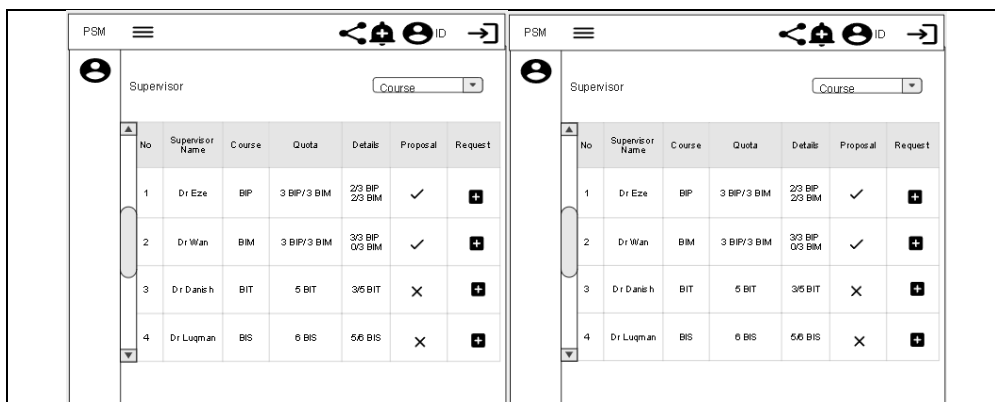 PSM ID
Supervisor Course
No Supervisor Name Course Quota Details Proposal Request
1 Dr Eze BIP 3 BIP/3 BIM 2/3 BIP 2/3 BIM
2 Dr Wan BIM 3 BIP/3 BIM 3/3 BIP 0/3 BIM
3 Dr Danish BIT 5 BIT 3/5 BIT
4 Dr Luqman BIS 6 BIS 5/6 BIS
PSM ID
Supervisor Course
No Supervisor Name Course Quota Details Proposal Request
1 Dr Eze BIP 3 BIP/3 BIM 2/3 BIP 2/3 BIM
2 Dr Wan BIM 3 BIP/3 BIM 3/3 BIP 0/3 BIM
3 Dr Danish BIT 5 BIT 3/5 BIT
4 Dr Luqman BIS 6 BIS 5/6 BIS